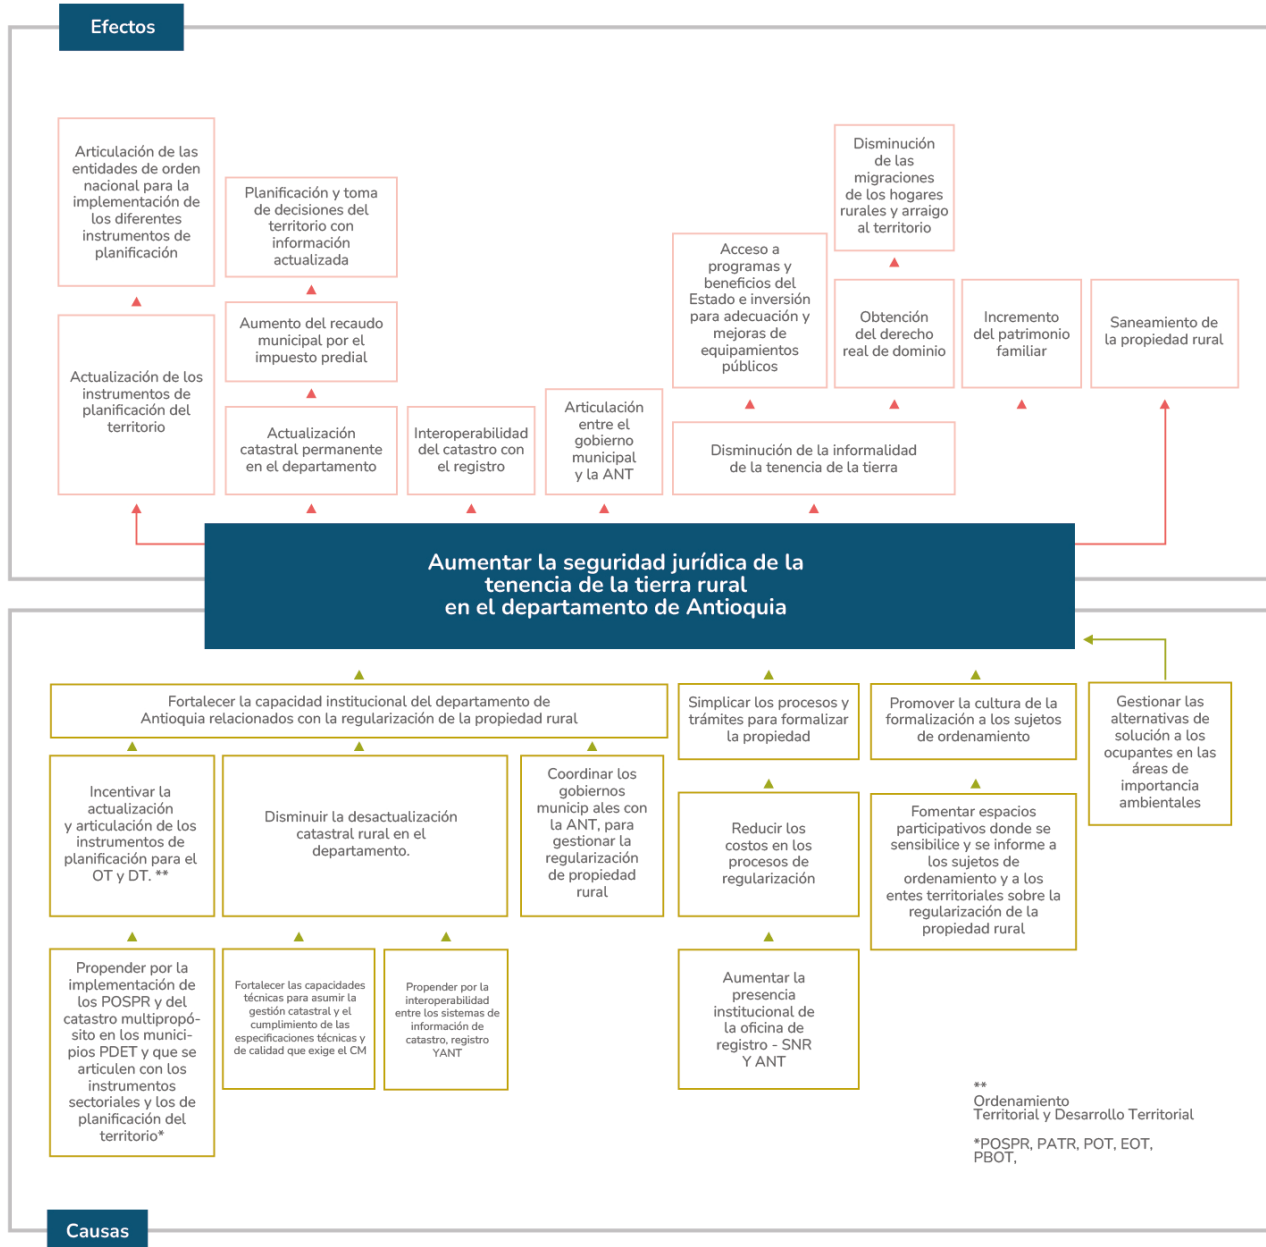 Efectos
Articulación de las
entidades de orden
nacional para la
implementación de
los diferentes
instrumentos de
planificación
Planificación y toma
de decisiones del
territorio con
información
actualizada
Disminución
de las
migraciones
de los hogares
rurales y arraigo
al territorio
Acceso a
programas y
beneficios del
Estado e inversión
para adecuación y
mejoras de
equipamientos
públicos
Actualización de los
instrumentos de
planificación del
territorio
Aumento del recaudo
municipal por el
impuesto predial
Obtención
del derecho
real de dominio
Incremento
del patrimonio
familiar
Saneamiento de
la propiedad rural
Actualización
catastral permanente
en el departamento
Interoperabilidad
del catastro con
el registro
Articulación
entre el
gobierno
municipal
y la ANT
Disminución de la informalidad
de la tenencia de la tierra
Aumentar la seguridad jurídica de la
tenencia de la tierra rural
en el departamento de Antioquia
Fortalecer la capacidad institucional del departamento de
Antioquia relacionados con la regularización de la propiedad rural
Simplicar los procesos y
trámites para formalizar
la propiedad
Promover la cultura de la
formalización a los sujetos
de ordenamiento
Gestionar las
alternativas de
solución a los
ocupantes en las
áreas de
importancia
ambientales
Incentivar la
actualización
y articulación de los
instrumentos de
planificación para el
OT y DT. **
Disminuir la desactualización
catastral rural en el
departamento.
Coordinar los
gobiernos
municip ales con
la ANT, para
gestionar la
regularización
de propiedad
rural
Reducir los
costo en los
procesos de
regularización
Fomentar espacios
participativos donde se
sensibilice y se informe a
a los sujetos de
ordenamiento y a los
entes territoriales sobre la
regularización de la
propiedad rural
Propender por la
implementación de
los POSPR y del
catastro multipropó-
sito en los munici-
pios PDET y que se
articulen con los
instrumentos
sectoriales y los de
planificación del
territorio*
Fortalecer las capacidades
técnicas para asumir la
gestión catastral y el
cumplimiento de las
especificaciones técnicas y
de calidad que exige el CM
Propender por la
interoperabilidad
entre los sistemas de
información de
catastro, registro
YANT
Aumentar la
presencia
institucional de
la oficina de
registro - SNR
Y ANT
**
Ordenamiento
Territorial y Desarrollo Territorial
*POSPR, PATR, POT, EOT,
PBOT,
Causas